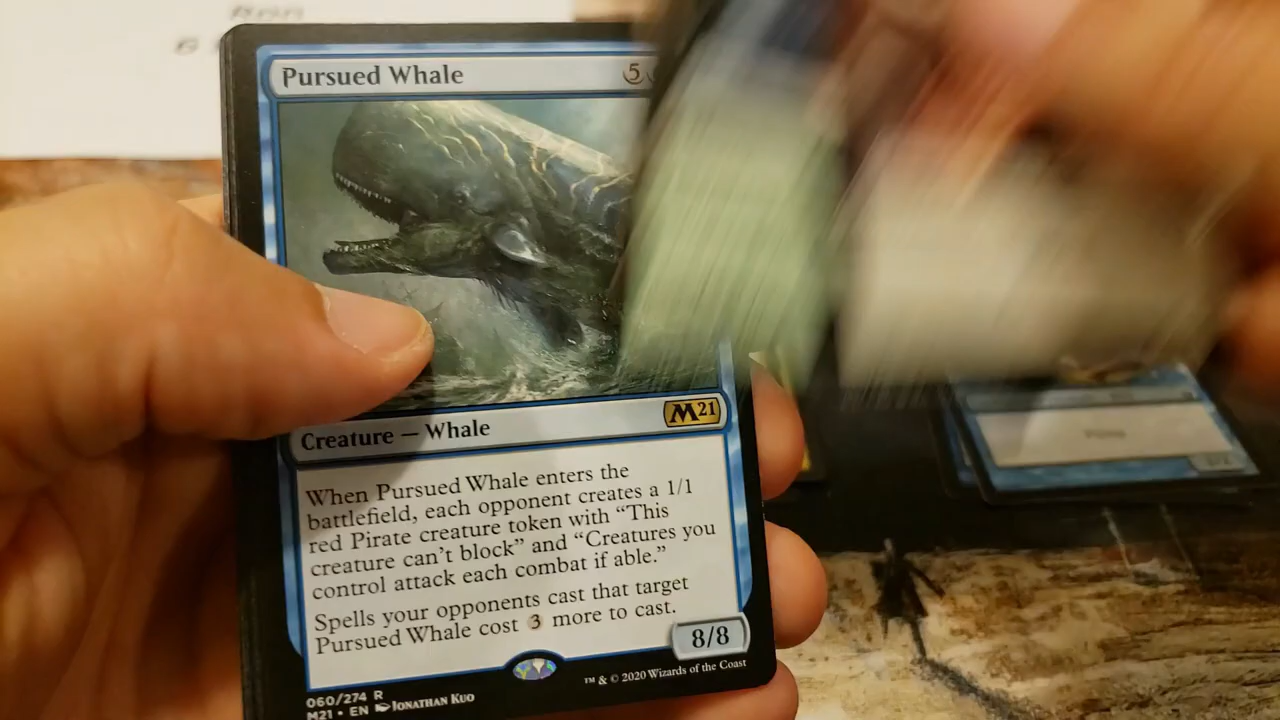 Pursued Whale
5
M21
Creature — Whale
When Pursued Whale enters the
battlefield, each opponent creates a 1/1
red Pirate creature token with “This
creature can’t block” and “Creatures you
control attack each combat if able.”
Spells your opponents cast that target
Pursued Whale cost 3 more to cast.
8/8
060/274 R
M21 • EN JONATHAN KUO
™ & © 2020 Wizards of the Coast